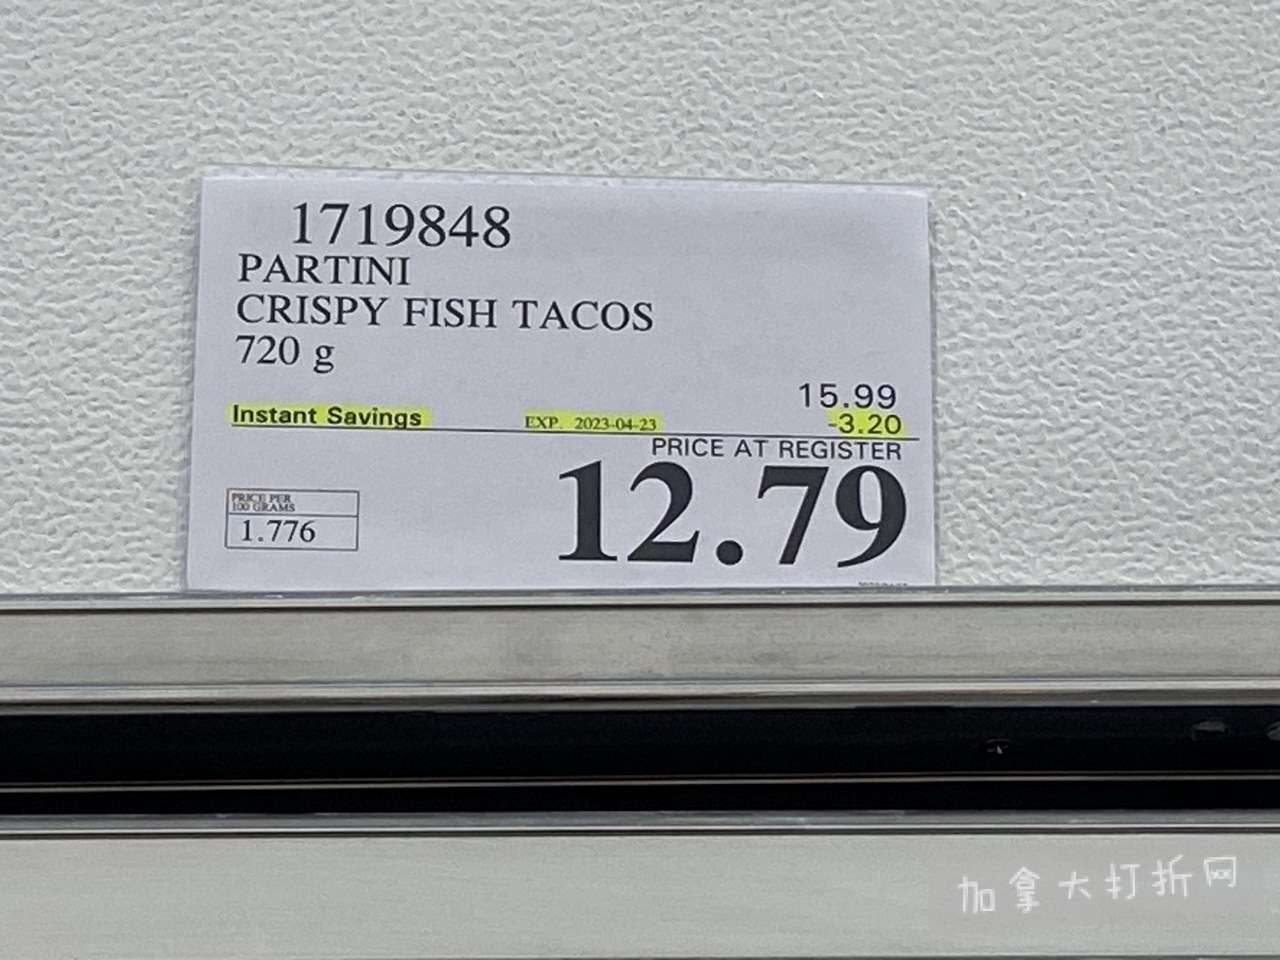 1719848
PARTINI
CRISPY FISH TACOS
720 g
15.99
Instant Savings EXP. 2023-04-23 -3.20
PRICE AT REGISTER
12.79
PRICE PER
100 GRAMS
1.776
加拿大打折网